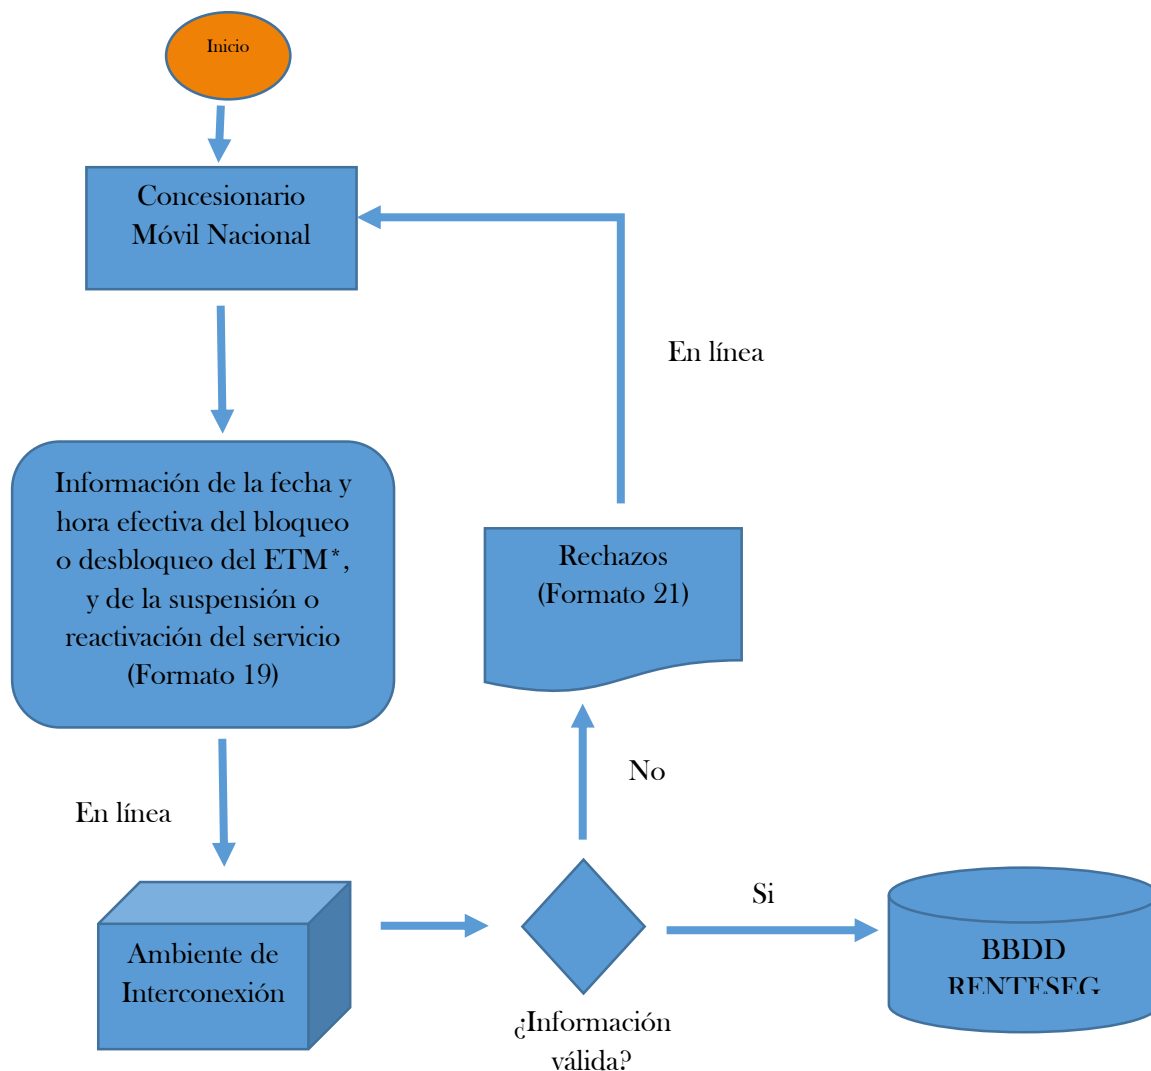 Inicio
Concesionario
Móvil Nacional
En línea
Información de la fecha y
hora efectiva del bloqueo
o desbloqueo del ETM*,
y de la suspensión o
reactivación del servicio
(Formato 19)
Rechazos
(Formato 21)
No
En línea
Si
Ambiente de
Interconexión
BBDD
RENTESEG
¿Información
válida?